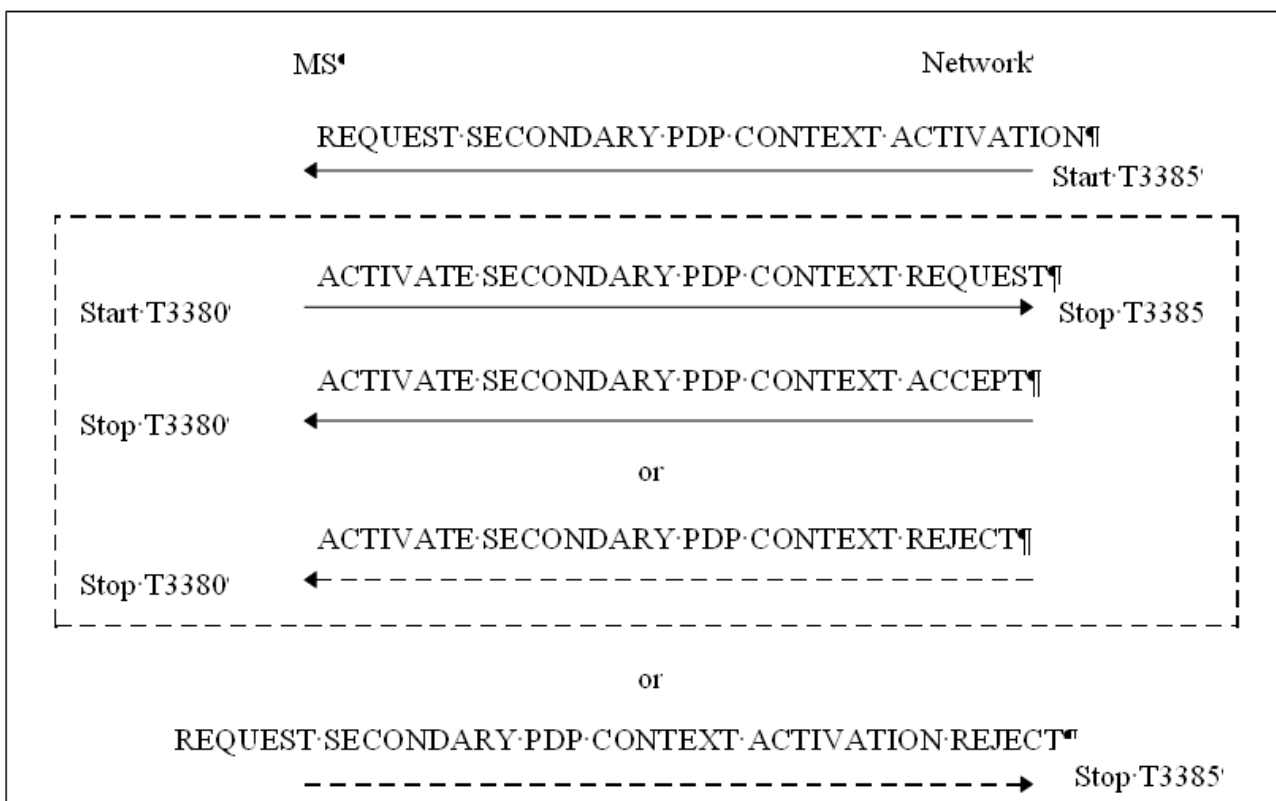 MS Network
REQUEST·SECONDARY·PDP·CONTEXT·ACTIVATION¶
Start·T3385
ACTIVATE·SECONDARY·PDP·CONTEXT·REQUEST¶
Start·T3380 Stop·T3385
ACTIVATE·SECONDARY·PDP·CONTEXT·ACCEPT¶
Stop·T3380
or
ACTIVATE·SECONDARY·PDP·CONTEXT·REJECT¶
Stop·T3380
or
REQUEST·SECONDARY·PDP·CONTEXT·ACTIVATION·REJECT¶
Stop·T3385